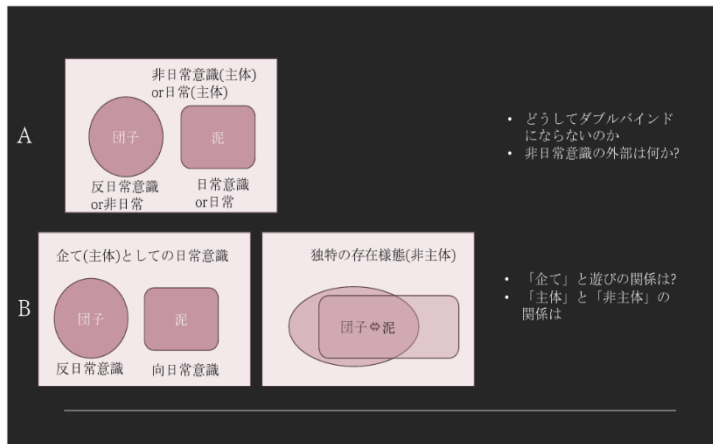 A
非日常意識(主体)
or日常(主体)
団子
泥
反日常意識
or非日常
日常意識
or日常
• どうしてダブルバインド
にならないのか
• 非日常意識の外部は何か?
B
企て(主体)としての日常意識
団子
泥
反日常意識
向日常意識
独特の存在様態(非主体)
団子⇔泥
• 「企て」と遊びの関係は?
• 「主体」と「非主体」の
関係は